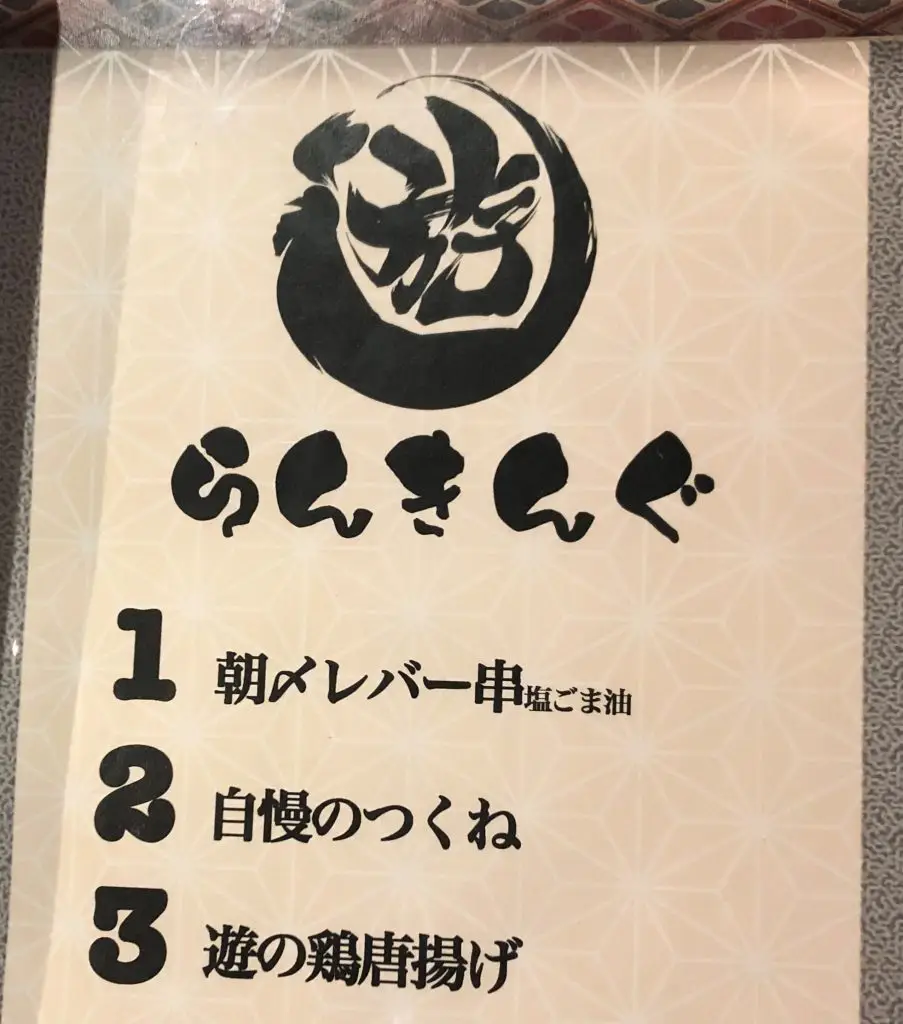 遊
らんきんぐ
1 朝〆レバー串塩ごま油
2 自慢のつくね
3 遊の鶏唐揚げ